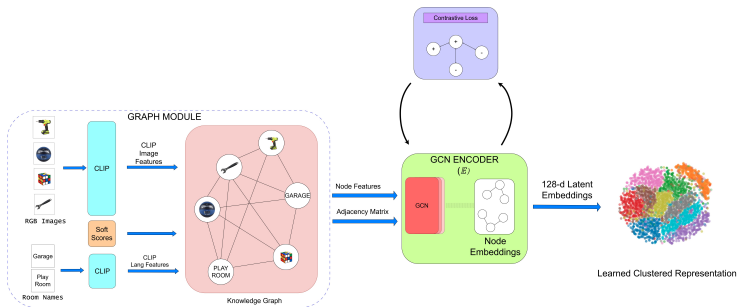 Contrastive Loss
+
+
-
-
GRAPH MODULE
CLIP
CLIP
Image
Features
RGB Images
Soft
Scores
Garage
Play
Room
Room Names
CLIP
CLIP
Lang Features
GARAGE
PLAY
ROOM
Knowledge Graph
Node Features
Adjacency Matrix
GCN ENCODER
(E)
GCN
Node
Embeddings
128-d Latent
Embeddings
Learned Clustered Representation